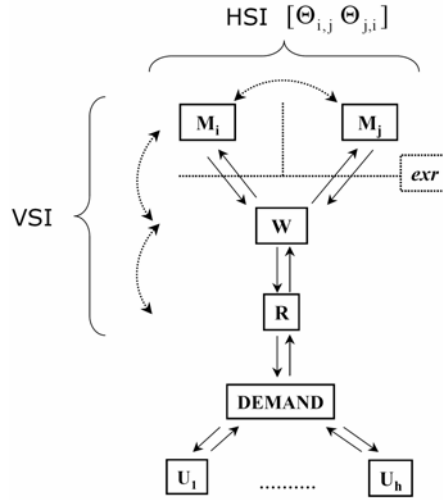 HSI [Θi,j Θj,i]
Mi Mj
exr
W
VSI
R
DEMAND
U1 .......... Uh